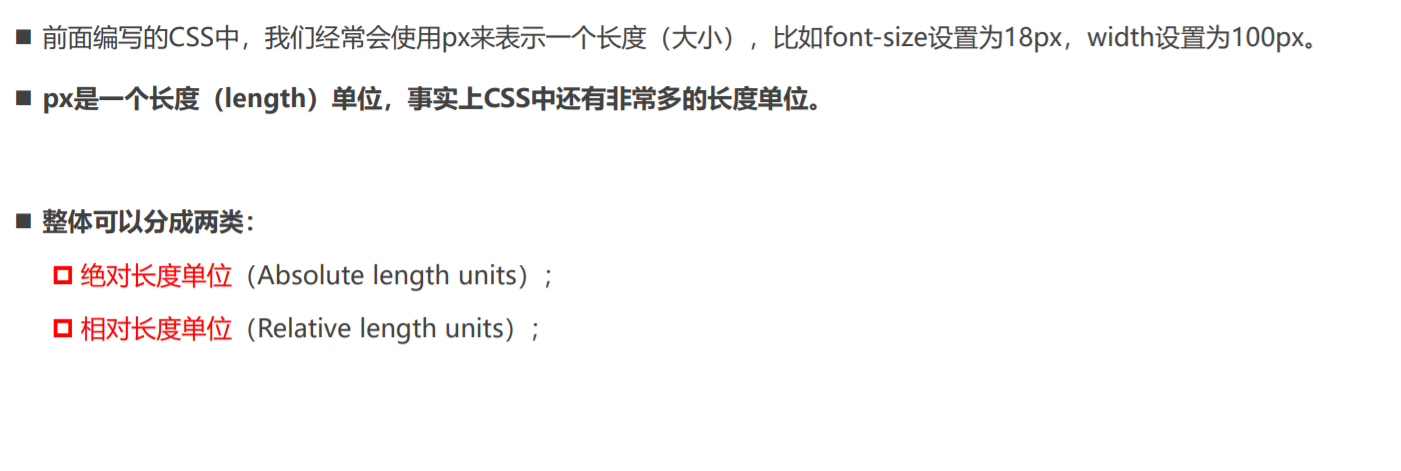 ■ 前面编写的CSS中，我们经常会使用px来表示一个长度（大小），比如font-size设置为18px，width设置为100px。
■ px是一个长度（length）单位，事实上CSS中还有非常多的长度单位。
■ 整体可以分成两类：
绝对长度单位（Absolute length units）；
相对长度单位（Relative length units）；